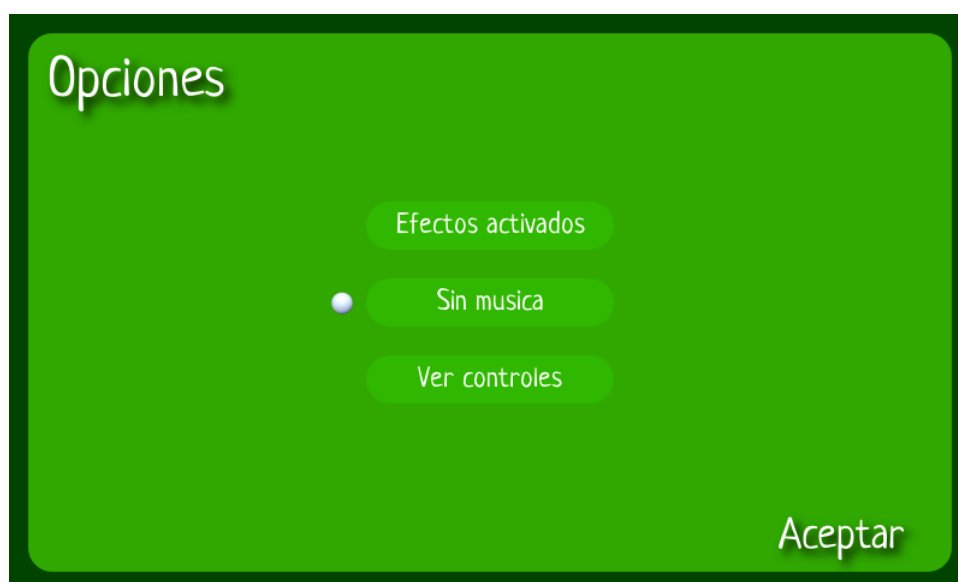 Opciones
Efectos activados
Sin musica
Ver controles
Aceptar